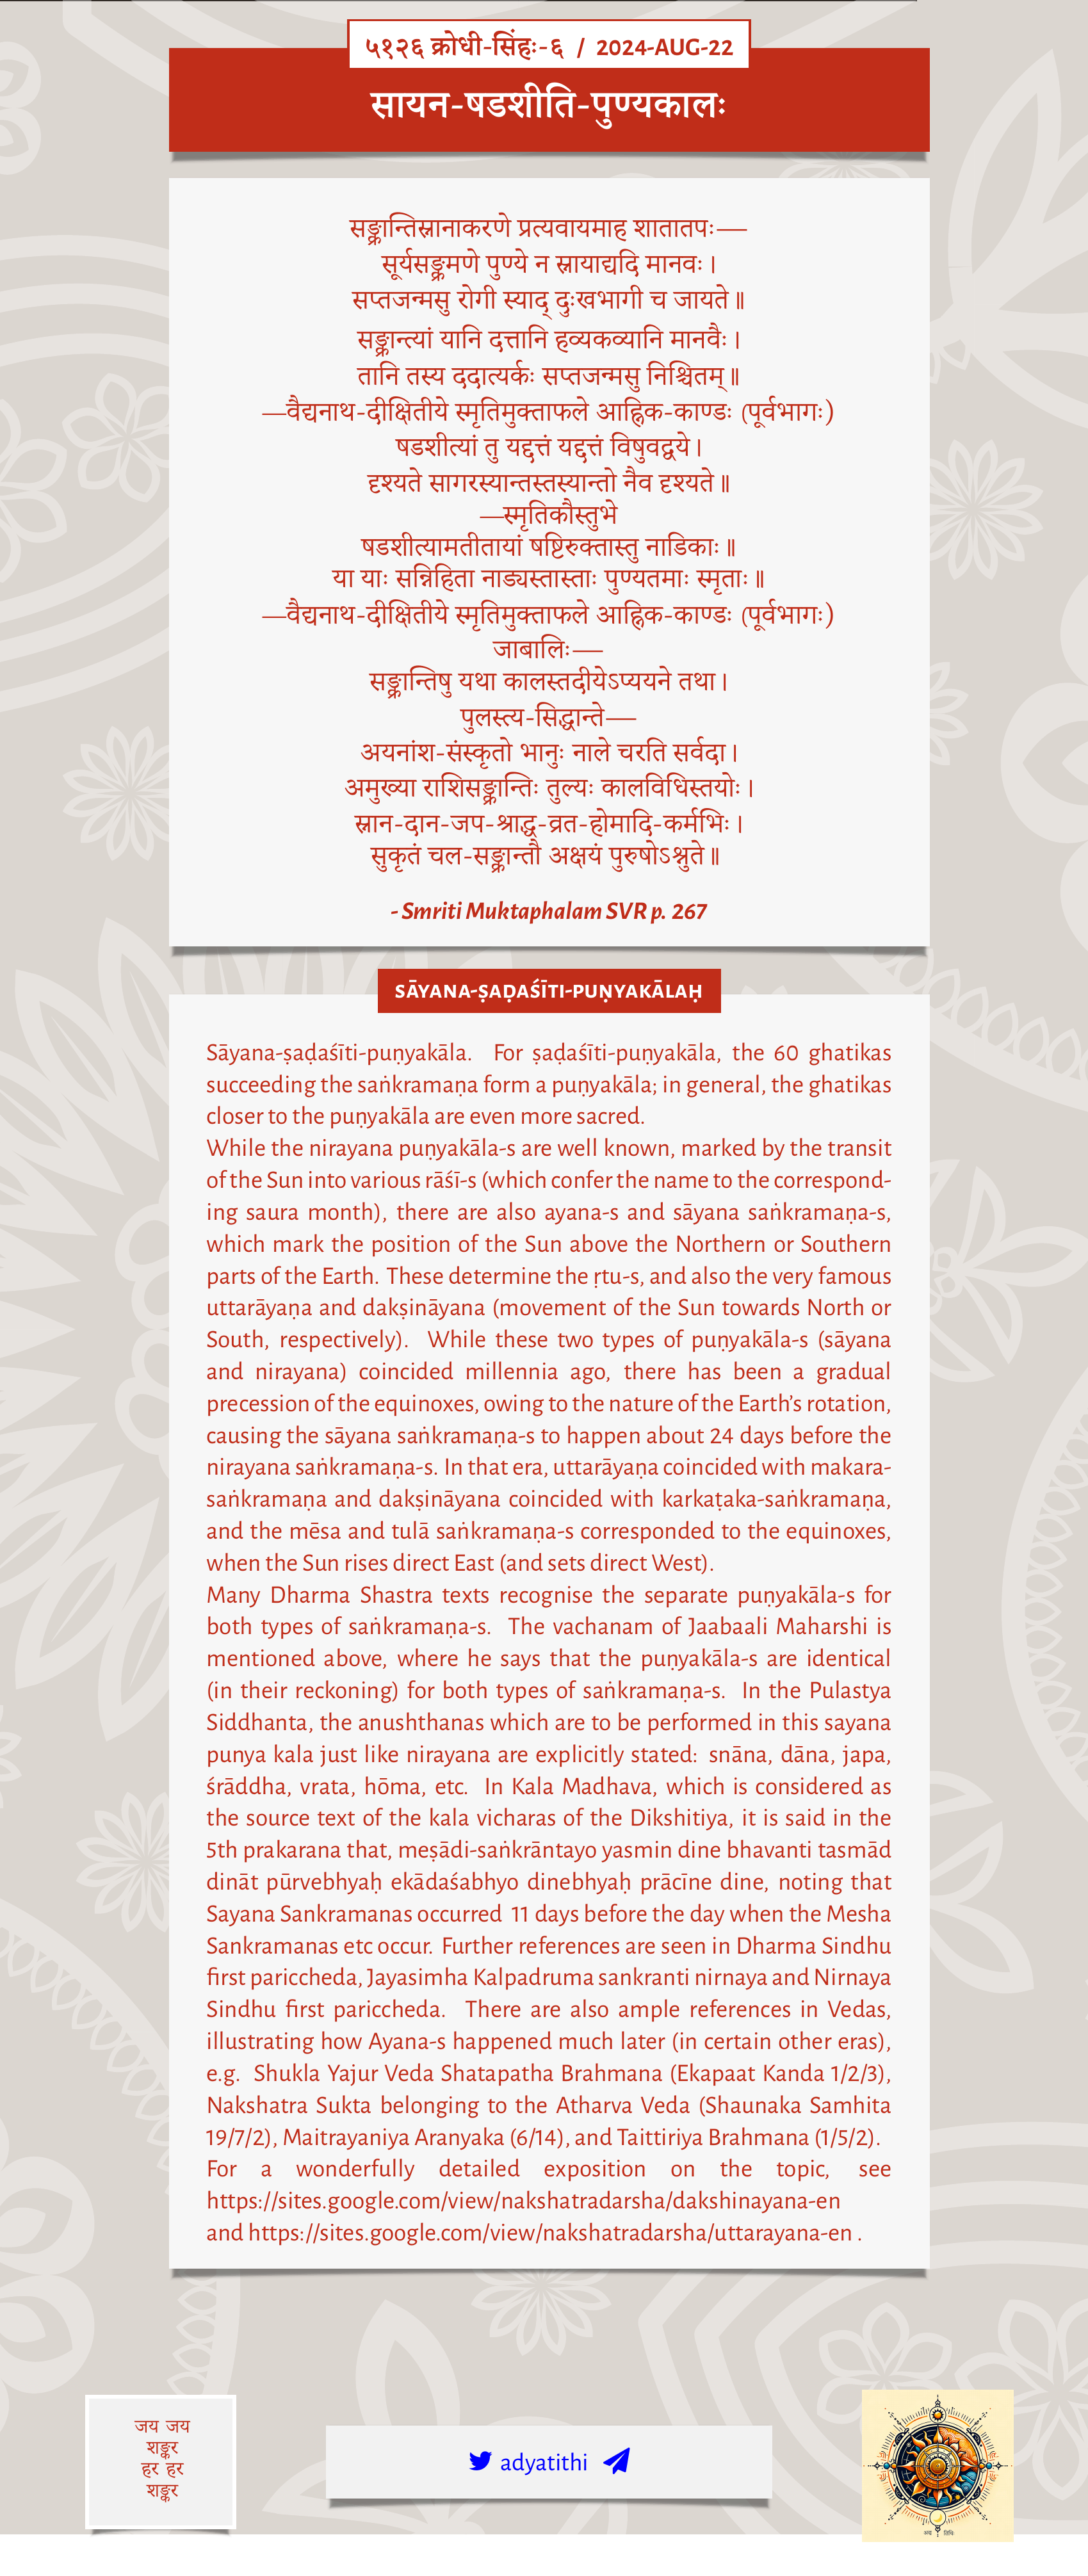 ५१२६ क्रोधी-सिंहः-६ / 2024-AUG-22
सायन-षडशीति-पुण्यकालः
सङ्क्रान्तिस्नानाकरणे प्रत्यवायमाह शातातपः—
सूर्यसङ्क्रमणे पुण्ये न स्नायाद्यदि मानवः।
सप्तजन्मसु रोगी स्याद् दुःखभागी च जायते॥
सङ्क्रान्त्यां यानि दत्तानि हव्यकव्यानि मानवैः।
तानि तस्य ददात्यर्कः सप्तजन्मसु निश्चितम्॥
—वैद्यनाथ-दीक्षितीये स्मृतिमुक्ताफले आह्निक-काण्डः (पूर्वभागः)
षडशीत्यां तु यद्दत्तं यद्दत्तं विषुवद्वये।
दृश्यते सागरस्यान्तस्तस्यान्तो नैव दृश्यते॥
—स्मृतिकौस्तुभे
षडशीत्यामतीतायां षष्टिरुक्तास्तु नाडिकाः॥
या याः सन्निहिता नाड्यस्तास्ताः पुण्यतमाः स्मृताः॥
—वैद्यनाथ-दीक्षितीये स्मृतिमुक्ताफले आह्निक-काण्डः (पूर्वभागः)
जाबालिः—
सङ्क्रान्तिषु यथा कालस्तदीयेऽप्ययने तथा।
पुलस्त्य-सिद्धान्ते—
अयनांश-संस्कृतो भानुः नाले चरति सर्वदा।
अमुख्या राशिसङ्क्रान्तिः तुल्यः कालविधिस्तयोः।
स्नान-दान-जप-श्राद्ध-व्रत-होमादि-कर्मभिः।
सुकृतं चल-सङ्क्रान्तौ अक्षयं पुरुषोऽश्नुते॥
- Smriti Muktaphalam SVR p. 267
SĀYANA-ṢAḌAŚĪTI-PUṆYAKĀLAḤ
Sāyana-ṣaḍaśīti-puṇyakāla. For ṣaḍaśīti-puṇyakāla, the 60 ghatikas
succeeding the saṅkramaṇa form a puṇyakāla; in general, the ghatikas
closer to the puṇyakāla are even more sacred.
While the nirayana puṇyakāla-s are well known, marked by the transit
of the Sun into various rāśī-s (which confer the name to the correspond-
ing saura month), there are also ayana-s and sāyana saṅkramaṇa-s,
which mark the position of the Sun above the Northern or Southern
parts of the Earth. These determine the ṛtu-s, and also the very famous
uttarāyaṇa and dakṣināyana (movement of the Sun towards North or
South, respectively). While these two types of puṇyakāla-s (sāyana
and nirayana) coincided millennia ago, there has been a gradual
precession of the equinoxes, owing to the nature of the Earth's rotation,
causing the sāyana saṅkramaṇa-s to happen about 24 days before the
nirayana saṅkramaṇa-s. In that era, uttarāyaṇa coincided with makara-
saṅkramaṇa and dakṣināyana coincided with karkaṭaka-saṅkramaṇa,
and the mēsa and tulā saṅkramaṇa-s corresponded to the equinoxes,
when the Sun rises direct East (and sets direct West).
Many Dharma Shastra texts recognise the separate puṇyakāla-s for
both types of saṅkramaṇa-s. The vachanam of Jaabaali Maharshi is
mentioned above, where he says that the puṇyakāla-s are identical
(in their reckoning) for both types of saṅkramaṇa-s. In the Pulastya
Siddhanta, the anushthanas which are to be performed in this sayana
punya kala just like nirayana are explicitly stated: snāna, dāna, japa,
śrāddha, vrata, hōma, etc. In Kala Madhava, which is considered as
the source text of the kala vicharas of the Dikshitiya, it is said in the
5th prakarana that, meṣādi-saṅkrāntayo yasmin dine bhavanti tasmād
dināt pūrvebhyaḥ ekādaśabhyo dinebhyaḥ prācīne dine, noting that
Sayana Sankramanas occurred 11 days before the day when the Mesha
Sankramanas etc occur. Further references are seen in Dharma Sindhu
first pariccheda, Jayasimha Kalpadruma sankranti nirnaya and Nirnaya
Sindhu first pariccheda. There are also ample references in Vedas,
illustrating how Ayana-s happened much later (in certain other eras),
e.g. Shukla Yajur Veda Shatapatha Brahmana (Ekapaat Kanda 1/2/3),
Nakshatra Sukta belonging to the Atharva Veda (Shaunaka Samhita
19/7/2), Maitrayaniya Aranyaka (6/14), and Taittiriya Brahmana (1/5/2).
For a wonderfully detailed exposition on the topic, see
https://sites.google.com/view/nakshatradarsha/dakshinayana-en
and https://sites.google.com/view/nakshatradarsha/uttarayana-en .
जय जय
शङ्कर
हर हर
शङ्कर
adyatithi